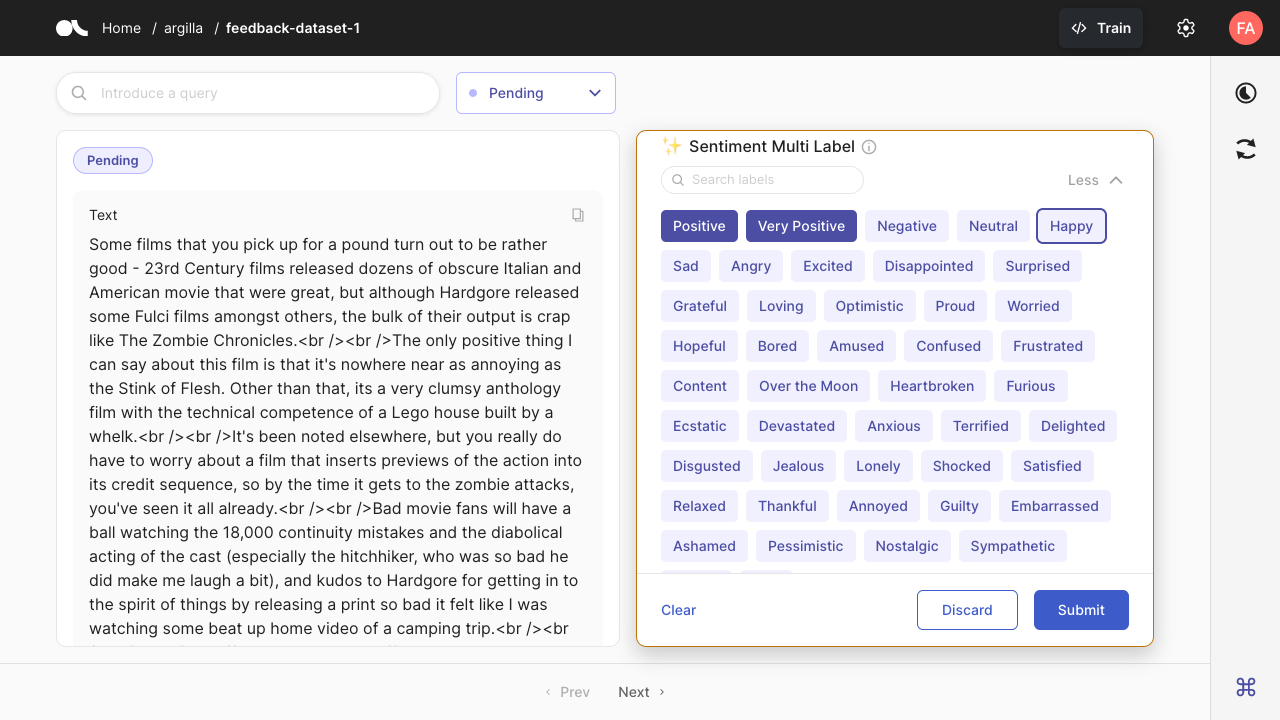 Home / argilla / feedback-dataset-1
Train
FA
Introduce a query
Pending
Pending
Text
Some films that you pick up for a pound turn out to be rather
good - 23rd Century films released dozens of obscure Italian and
American movie that were great, but although Hardgore released
some Fulci films amongst others, the bulk of their output is crap
like The Zombie Chronicles.<br /><br />The only positive thing I
can say about this film is that it's nowhere near as annoying as
the Stink of Flesh. Other than that, its a very clumsy anthology
film with the technical competence of a Lego house built by a
whelk.<br /><br />It's been noted elsewhere, but you really do
have to worry about a film that inserts previews of the action into
its credit sequence, so by the time it gets to the zombie attacks,
you've seen it all already.<br /><br />Bad movie fans will have a
ball watching the 18,000 continuity mistakes and the diabolical
acting of the cast (especially the hitchhiker, who was so bad he
did make me laugh a bit), and kudos to Hardgore for getting in to
the spirit of things by releasing a print so bad it felt like I was
watching some beat up home video of a camping trip.<br /><br
✨ Sentiment Multi Label
Search labels
Less
Positive Very Positive Negative Neutral Happy
Sad Angry Excited Disappointed Surprised
Grateful Loving Optimistic Proud Worried
Hopeful Bored Amused Confused Frustrated
Content Over the Moon Heartbroken Furious
Ecstatic Devastated Anxious Terrified Delighted
Disgusted Jealous Lonely Shocked Satisfied
Relaxed Thankful Annoyed Guilty Embarrassed
Ashamed Pessimistic Nostalgic Sympathetic
Clear
Discard
Submit
‹ Prev
Next ›